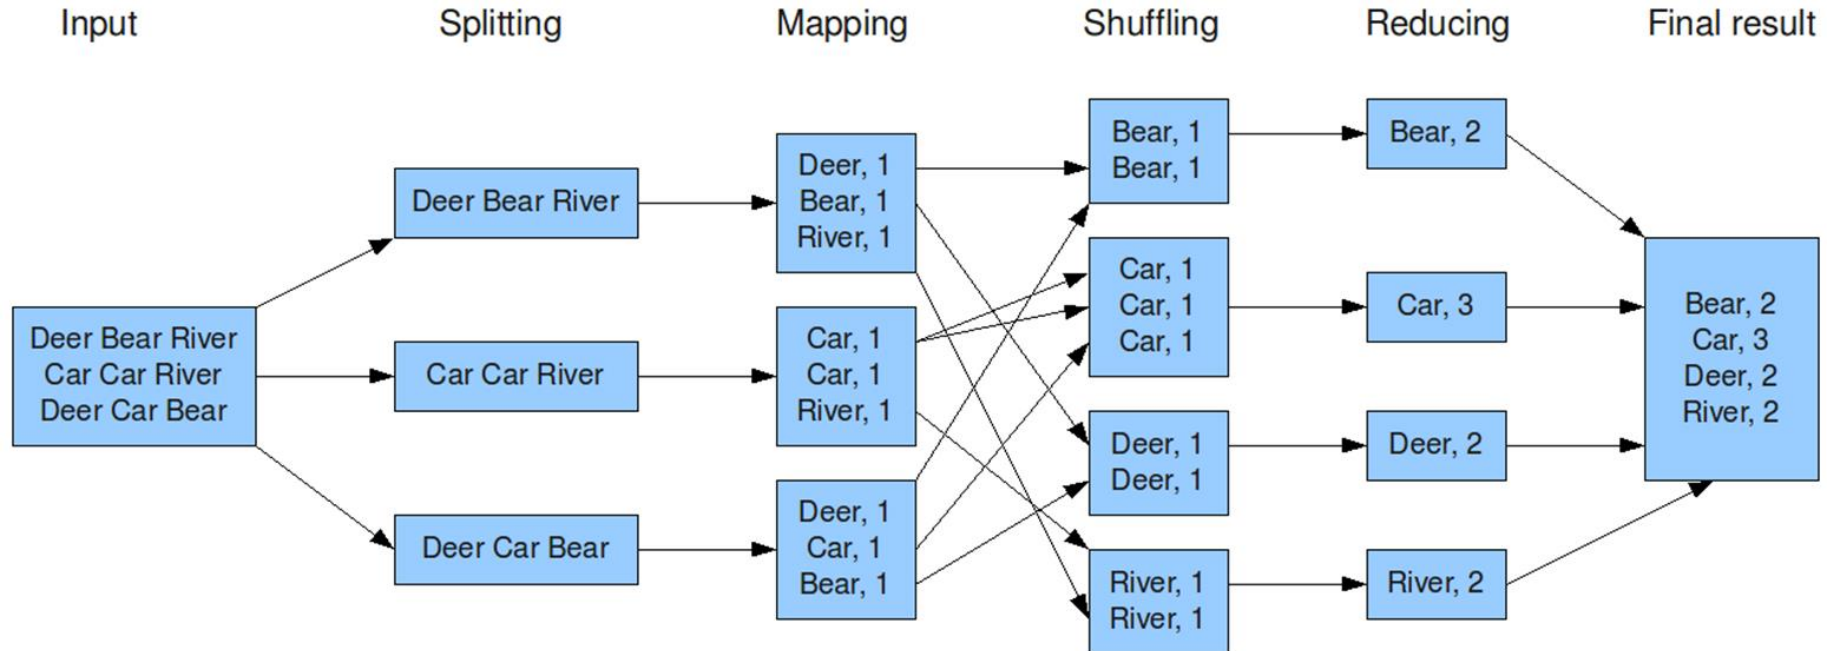 Input
Splitting
Mapping
Shuffling
Reducing
Final result
Deer Bear River
Car Car River
Deer Car Bear
Deer Bear River
Car Car River
Deer Car Bear
Deer, 1
Bear, 1
River, 1
Car, 1
Car, 1
River, 1
Deer, 1
Car, 1
Bear, 1
Bear, 1
Bear, 1
Car, 1
Car, 1
Car, 1
Deer, 1
Deer, 1
River, 1
River, 1
Bear, 2
Car, 3
Deer, 2
River, 2
Bear, 2
Car, 3
Deer, 2
River, 2